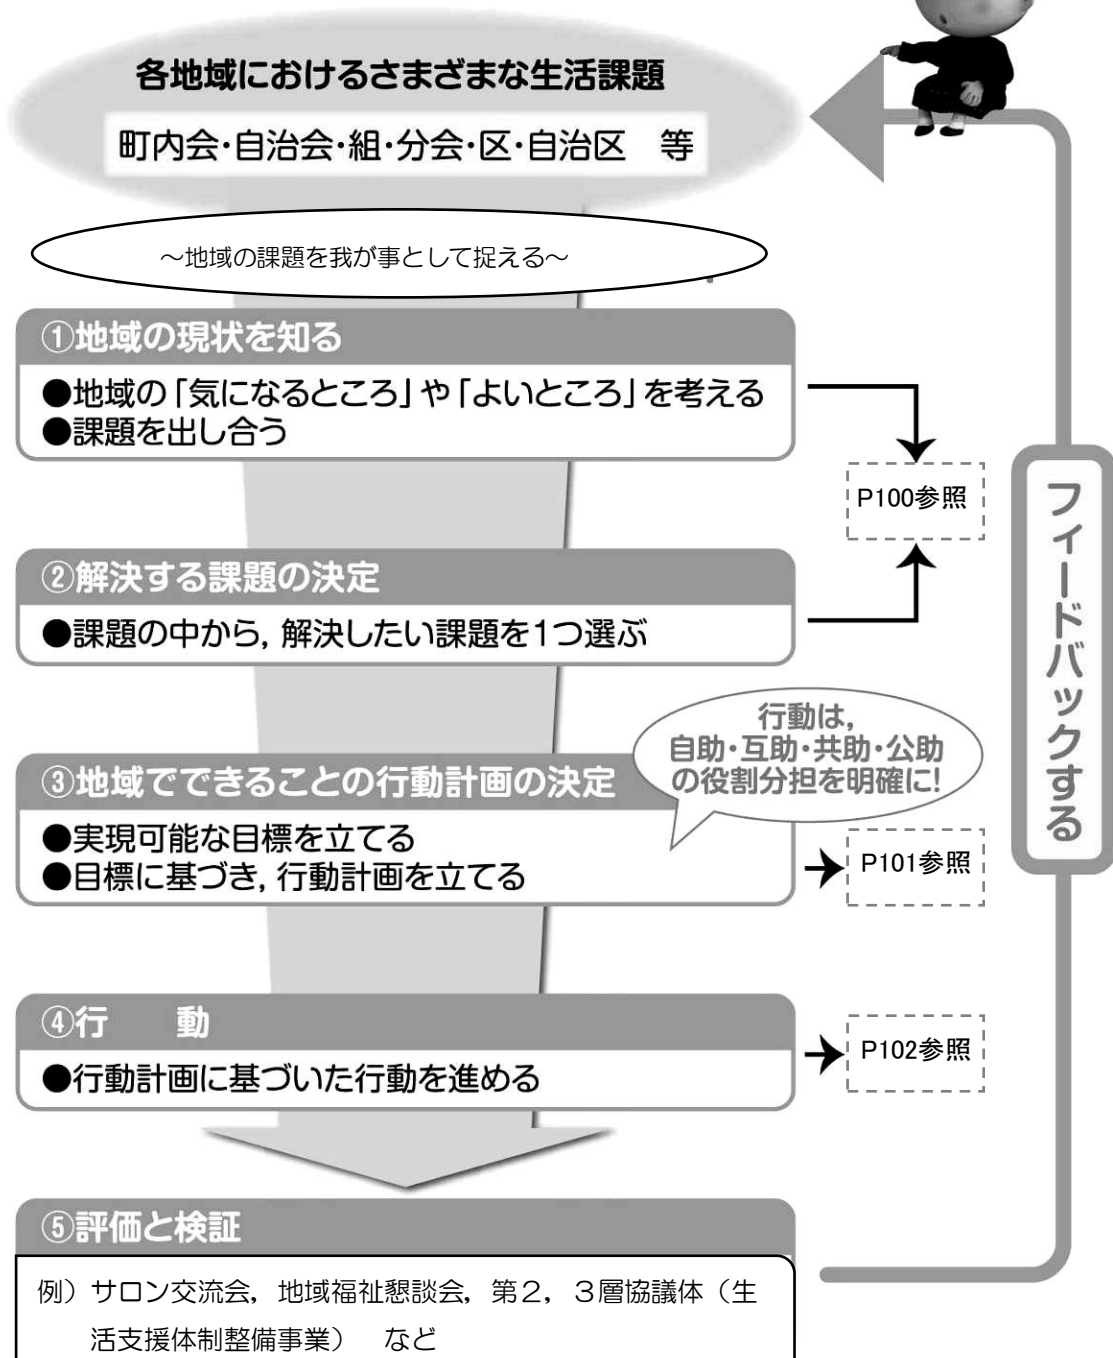 各地域におけるさまざまな生活課題
町内会・自治会・組・分会・区・自治区　等
～地域の課題を我が事として捉える～
①地域の現状を知る
●地域の「気になるところ」や「よいところ」を考える
●課題を出し合う
P100参照
②解決する課題の決定
●課題の中から，解決したい課題を1つ選ぶ
行動は，
自助・互助・共助・公助
の役割分担を明確に！
③地域でできることの行動計画の決定
●実現可能な目標を立てる
●目標に基づき，行動計画を立てる
P101参照
④行　　動
●行動計画に基づいた行動を進める
P102参照
⑤評価と検証
例）サロン交流会，地域福祉懇談会，第２，３層協議体（生
活支援体制整備事業）　など
フィードバックする